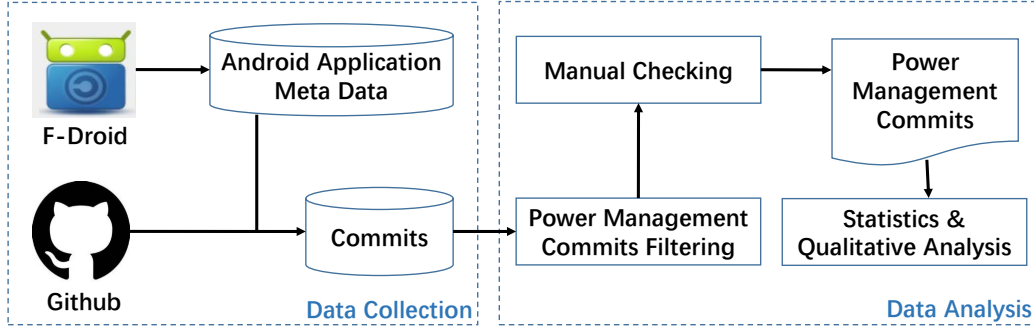 F-Droid
Android Application
Meta Data
Github
Commits
Data Collection
Manual Checking
Power
Management
Commits
Power Management
Commits Filtering
Statistics &
Qualitative Analysis
Data Analysis